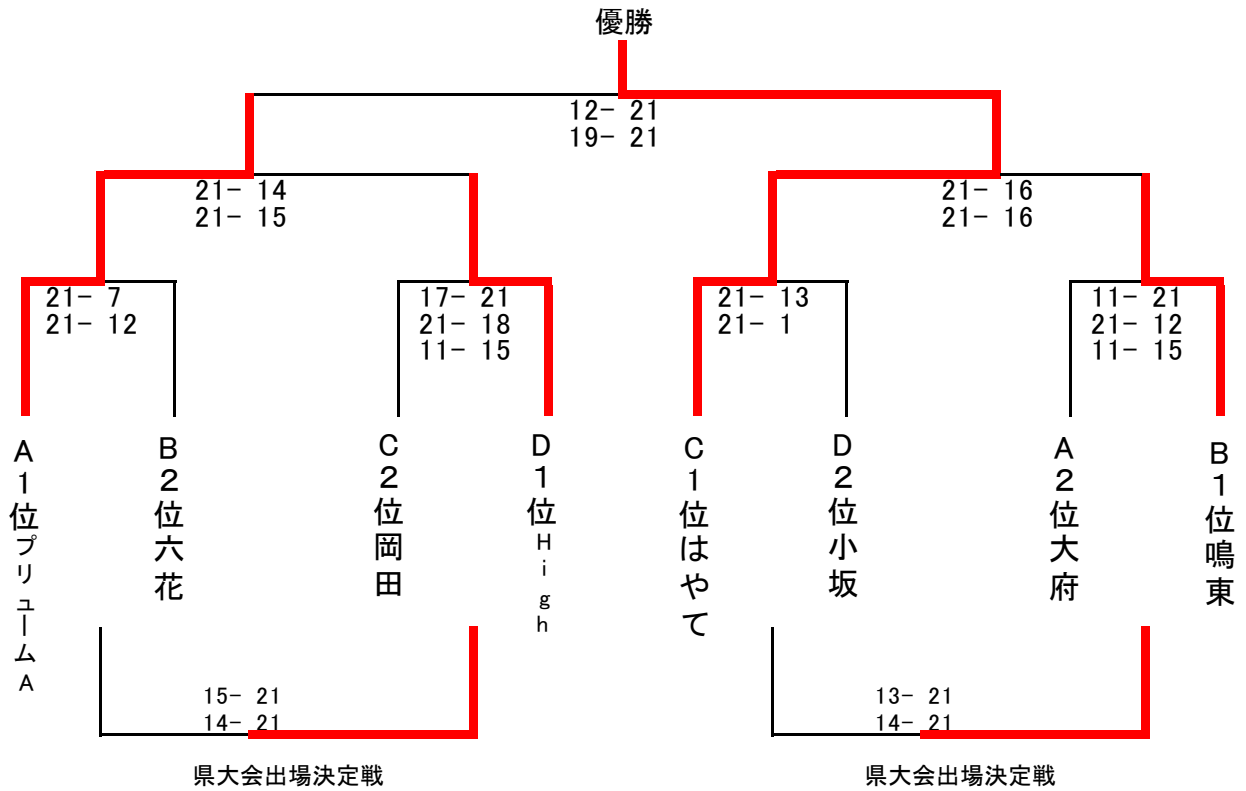 優勝
12- 21
19- 21
21- 14
21- 15
21- 16
21- 16
21- 7
21- 12
17- 21
21- 18
11- 15
21- 13
21- 1
11- 21
21- 12
11- 15
A1位プリュームA
B2位六花
C2位岡田
D1位High
C1位はやて
D2位小坂
A2位大府
B1位鳴東
15- 21
14- 21
13- 21
14- 21
県大会出場決定戦
県大会出場決定戦